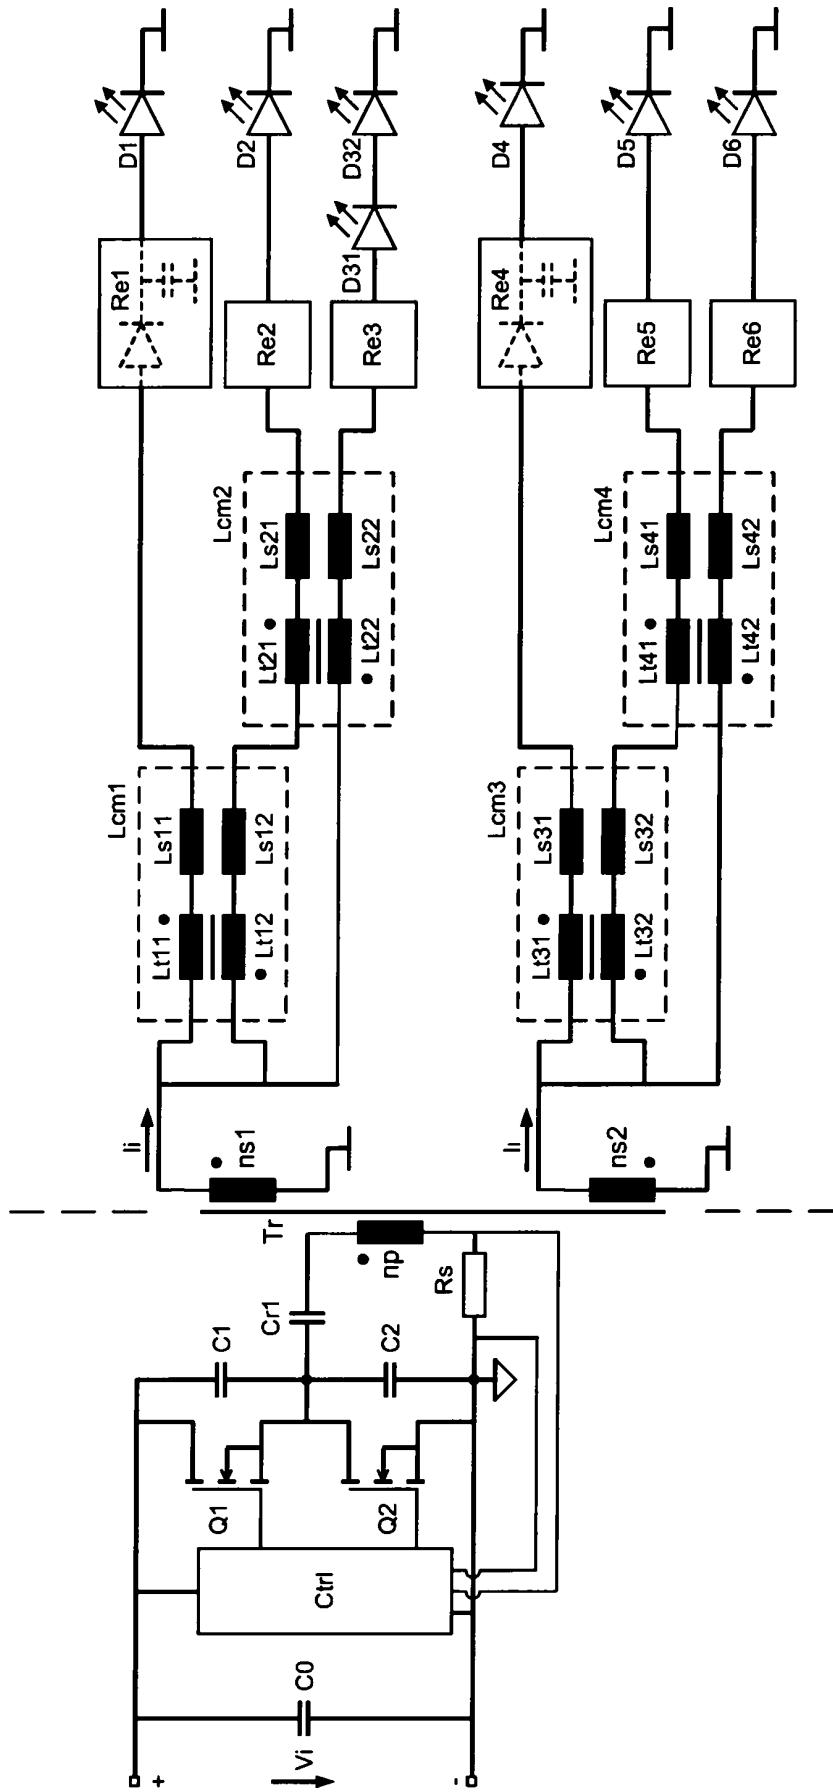 +
Vi
-
C0
Ctrl
Q1
Q2
C1
C2
Cr1
Rs
Tr
np
ns1
ns2
Ii
Ii
Lcm1
Lt11
Ls11
Lt12
Ls12
Lcm2
Lt21
Ls21
Lt22
Ls22
Re1
D1
Re2
D2
Re3
D31
D32
Lcm3
Lt31
Ls31
Lt32
Ls32
Lcm4
Lt41
Ls41
Lt42
Ls42
Re4
D4
Re5
D5
Re6
D6